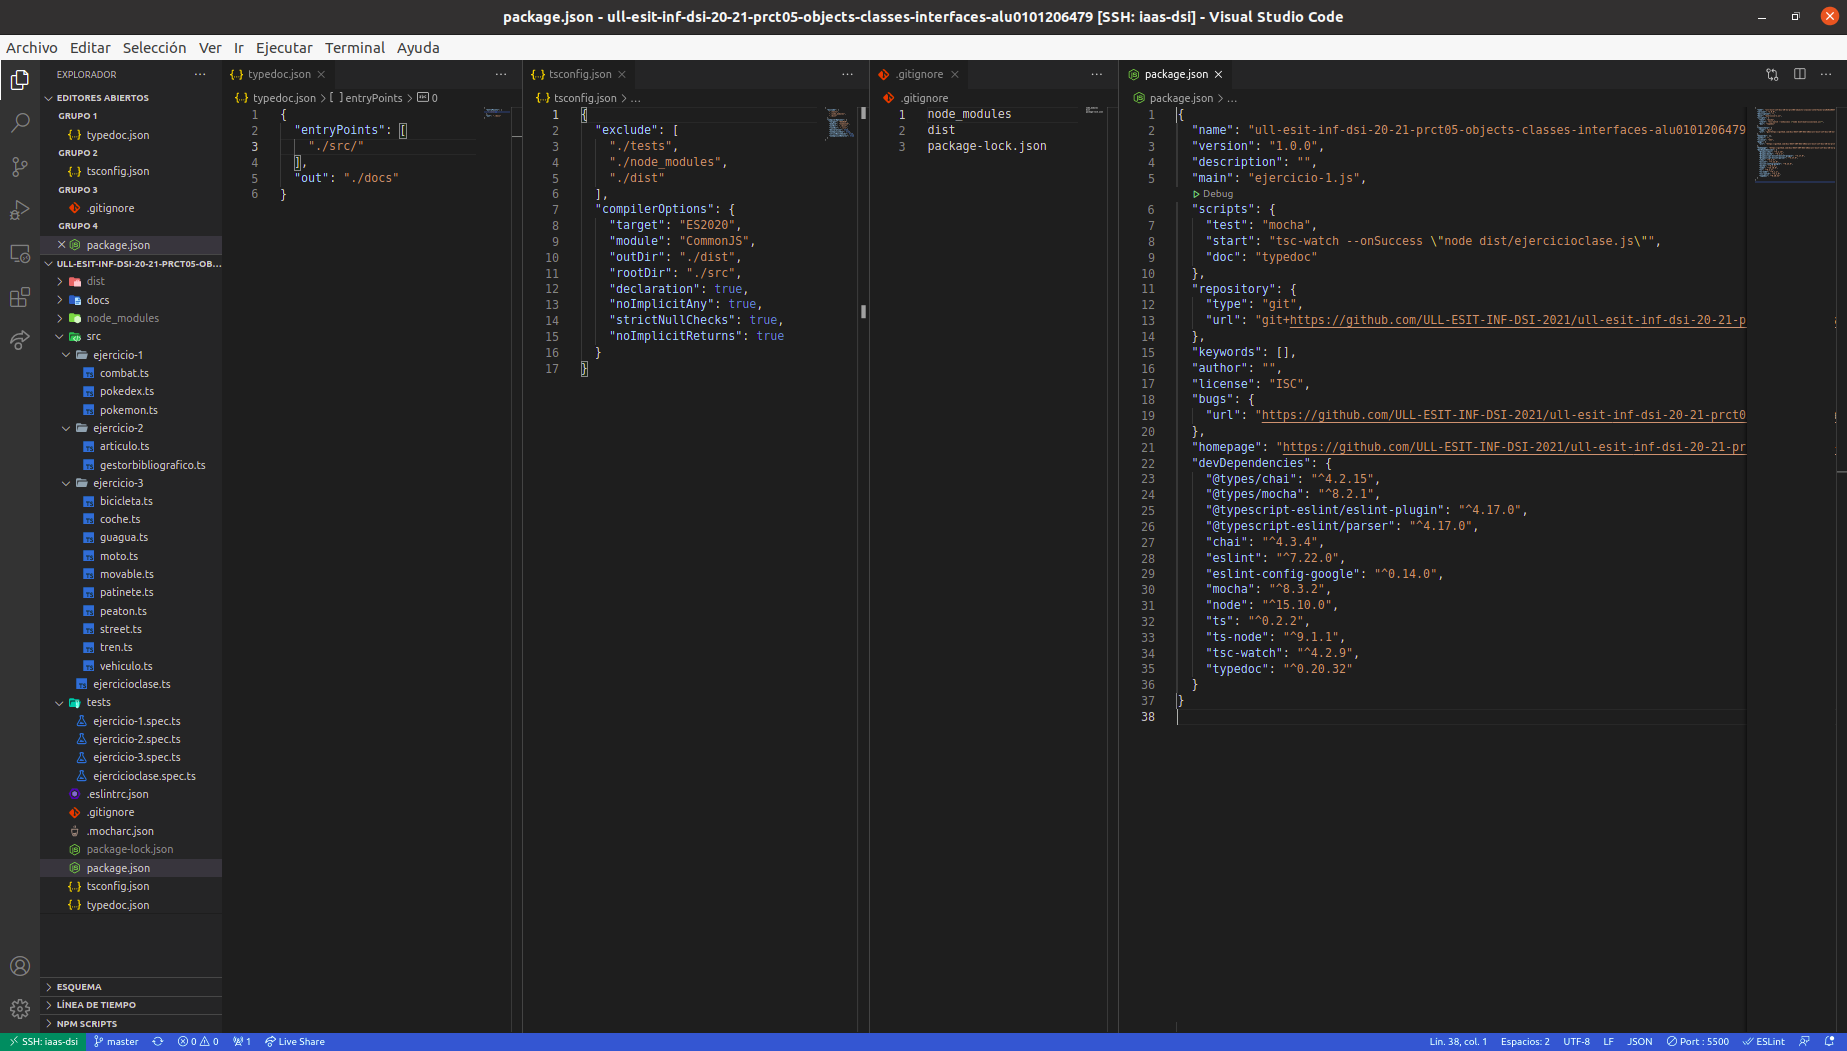 package.json - ull-esit-inf-dsi-20-21-prct05-objects-classes-interfaces-alu0101206479 [SSH: iaas-dsi] - Visual Studio Code
Archivo Editar Selección Ver Ir Ejecutar Terminal Ayuda
EXPLORADOR
EDITORES ABIERTOS
GRUPO 1
typedoc.json
GRUPO 2
tsconfig.json
GRUPO 3
.gitignore
GRUPO 4
package.json
ULL-ESIT-INF-DSI-20-21-PRCT05-OB...
dist
docs
node_modules
src
ejercicio-1
combat.ts
pokedex.ts
pokemon.ts
ejercicio-2
articulo.ts
gestorbibliografico.ts
ejercicio-3
bicicleta.ts
coche.ts
guagua.ts
moto.ts
movable.ts
patinete.ts
peaton.ts
street.ts
tren.ts
vehiculo.ts
ejercicioclase.ts
tests
ejercicio-1.spec.ts
ejercicio-2.spec.ts
ejercicio-3.spec.ts
ejercicioclase.spec.ts
.eslintrc.json
.gitignore
.mocharc.json
package-lock.json
package.json
tsconfig.json
typedoc.json
ESQUEMA
LÍNEA DE TIEMPO
NPM SCRIPTS
typedoc.json
typedoc.json > [ ] entryPoints > 0
1 {
2 "entryPoints": [
3 "./src/"
4 ],
5 "out": "./docs"
6 }
tsconfig.json
tsconfig.json > ...
1 {
2 "exclude": [
3 "./tests",
4 "./node_modules",
5 "./dist"
6 ],
7 "compilerOptions": {
8 "target": "ES2020",
9 "module": "CommonJS",
10 "outDir": "./dist",
11 "rootDir": "./src",
12 "declaration": true,
13 "noImplicitAny": true,
14 "strictNullChecks": true,
15 "noImplicitReturns": true
16 }
17 }
.gitignore
.gitignore
1 node_modules
2 dist
3 package-lock.json
package.json
package.json > ...
1 {
2 "name": "ull-esit-inf-dsi-20-21-prct05-objects-classes-interfaces-alu0101206479
3 "version": "1.0.0",
4 "description": "",
5 "main": "ejercicio-1.js",
Debug
6 "scripts": {
7 "test": "mocha",
8 "start": "tsc-watch --onSuccess \"node dist/ejercicioclase.js\"",
9 "doc": "typedoc"
10 },
11 "repository": {
12 "type": "git",
13 "url": "git+https://github.com/ULL-ESIT-INF-DSI-2021/ull-esit-inf-dsi-20-21-p
14 },
15 "keywords": [],
16 "author": "",
17 "license": "ISC",
18 "bugs": {
19 "url": "https://github.com/ULL-ESIT-INF-DSI-2021/ull-esit-inf-dsi-20-21-prct0
20 },
21 "homepage": "https://github.com/ULL-ESIT-INF-DSI-2021/ull-esit-inf-dsi-20-21-pr
22 "devDependencies": {
23 "@types/chai": "^4.2.15",
24 "@types/mocha": "^8.2.1",
25 "@typescript-eslint/eslint-plugin": "^4.17.0",
26 "@typescript-eslint/parser": "^4.17.0",
27 "chai": "^4.3.4",
28 "eslint": "^7.22.0",
29 "eslint-config-google": "^0.14.0",
30 "mocha": "^8.3.2",
31 "node": "^15.10.0",
32 "ts": "^0.2.2",
33 "ts-node": "^9.1.1",
34 "tsc-watch": "^4.2.9",
35 "typedoc": "^0.20.32"
36 }
37 }
38
SSH: iaas-dsi master 0 0 1 Live Share Lin. 38, col. 1 Espacios: 2 UTF-8 LF JSON Port : 5500 ESLint